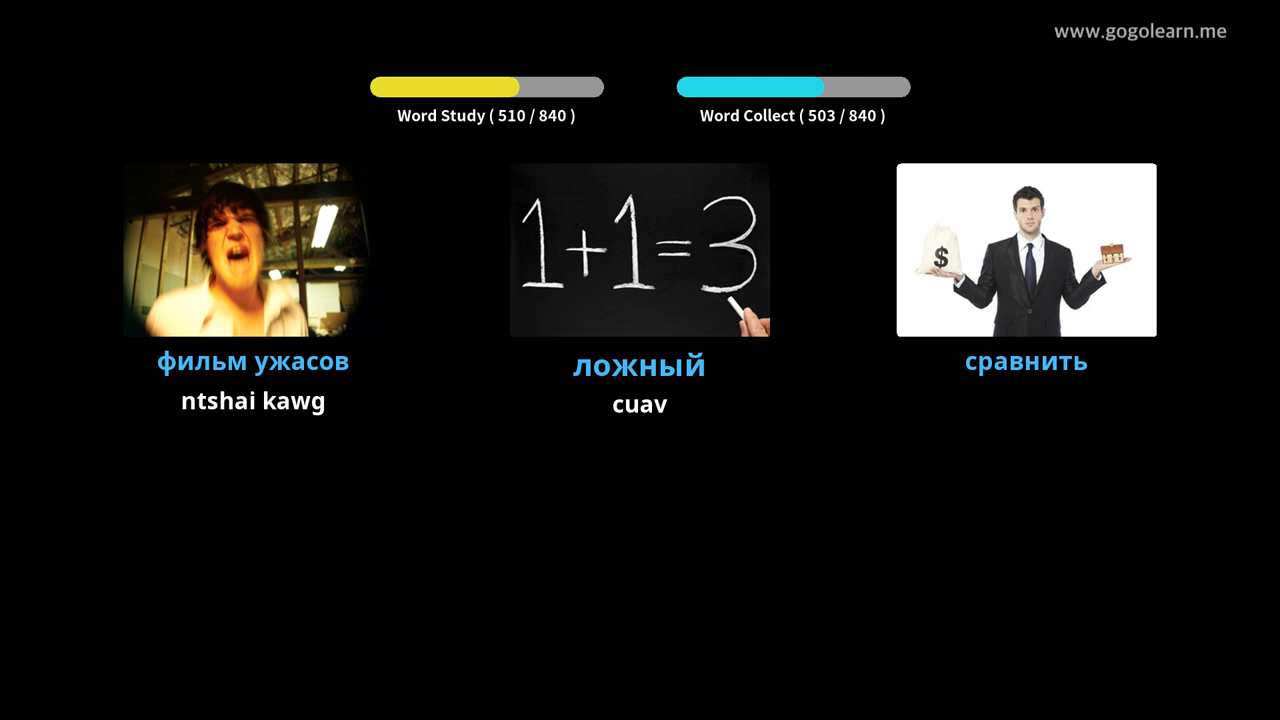 www.gogolearn.me
Word Study ( 510 / 840 )
Word Collect ( 503 / 840 )
1+1=3
$
фильм ужасов
ложный
сравнить
ntshai kawg
cuav